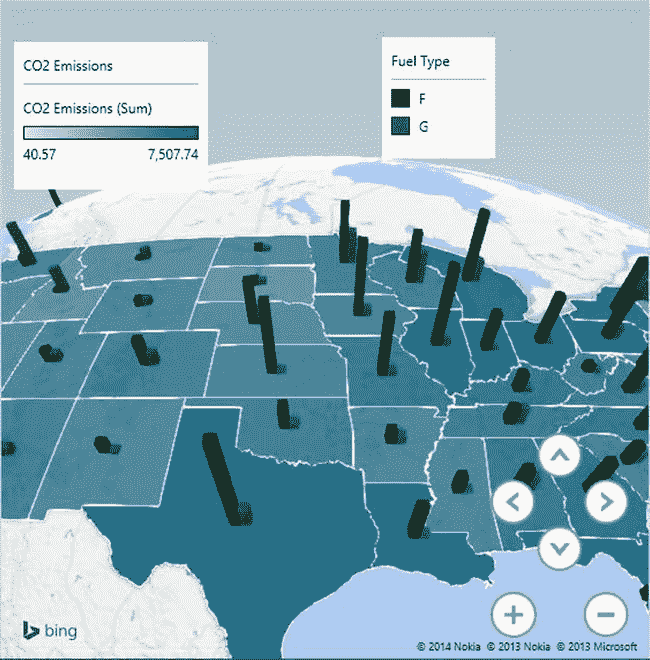 CO2 Emissions
CO2 Emissions (Sum)
40.57 7,507.74
Fuel Type
F
G
bing
© 2014 Nokia © 2013 Nokia © 2013 Microsoft